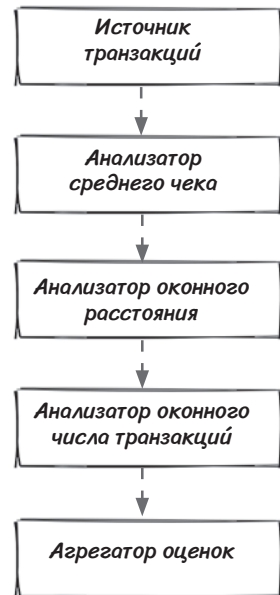 Источник
транзакций
Анализатор
среднего чека
Анализатор оконного
расстояния
Анализатор оконного
числа транзакций
Агрегатор оценок